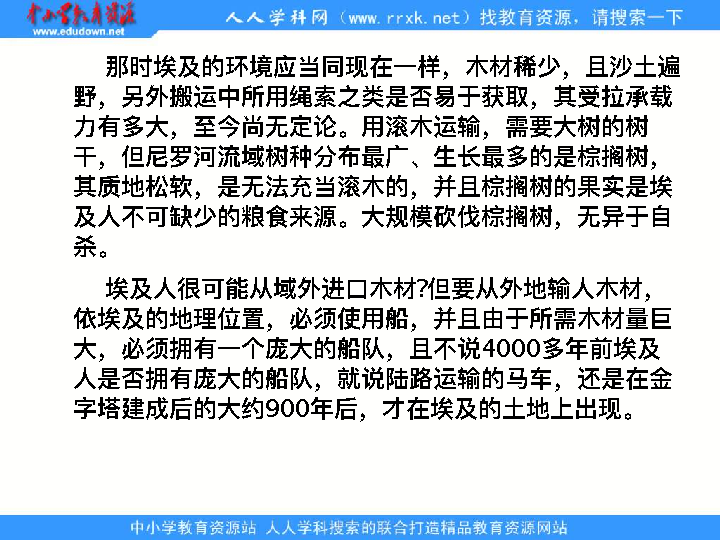 中小学教育资源
www.edudown.net
人人学科网（www.rrxk.net）找教育资源，请搜索一下
那时埃及的环境应当同现在一样，木材稀少，且沙土遍
野，另外搬运中所用绳索之类是否易于获取，其受拉承载
力有多大，至今尚无定论。用滚木运输，需要大树的树
干，但尼罗河流域树种分布最广、生长最多的是棕搁树，
其质地松软，是无法充当滚木的，并且棕搁树的果实是埃
及人不可缺少的粮食来源。大规模砍伐棕搁树，无异于自
杀。
埃及人很可能从域外进口木材?但要从外地输人木材，
依埃及的地理位置，必须使用船，并且由于所需木材量巨
大，必须拥有一个庞大的船队，且不说4000多年前埃及
人是否拥有庞大的船队，就说陆路运输的马车，还是在金
字塔建成后的大约900年后，才在埃及的土地上出现。
中小学教育资源站 人人学科搜索的联合打造精品教育资源网站